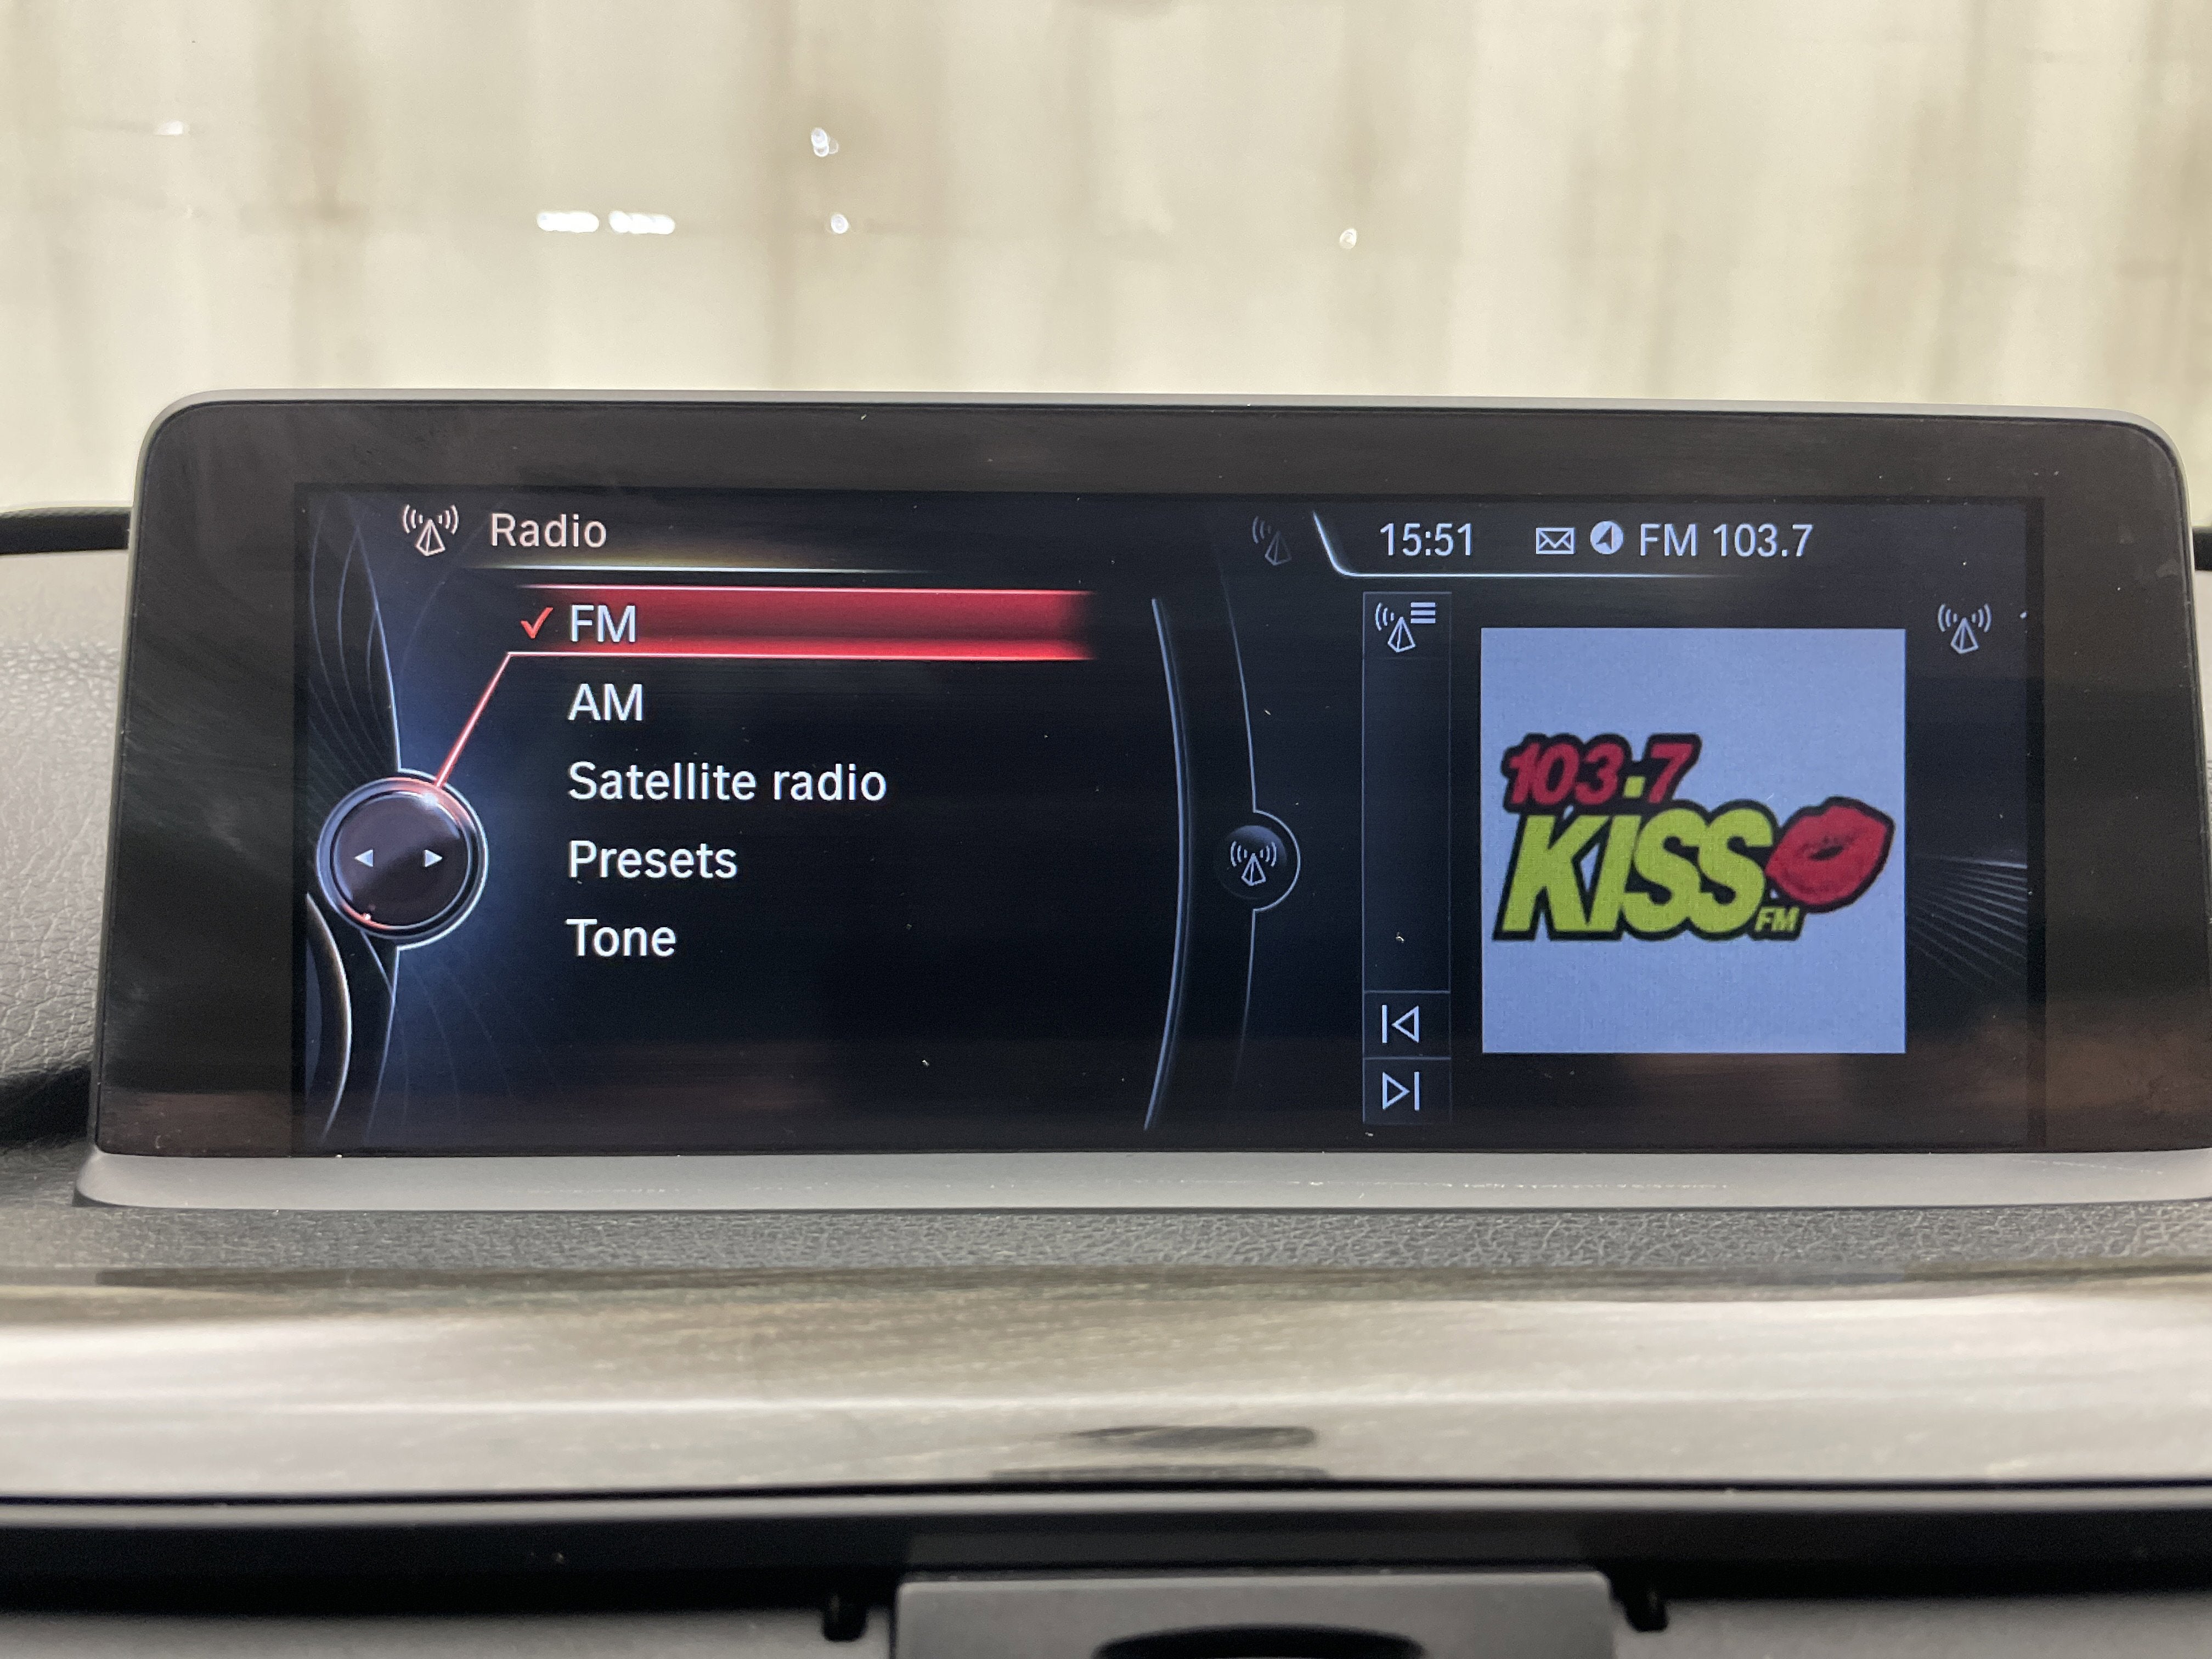 Radio
15:51 FM 103.7
✓ FM
AM
Satellite radio
Presets
Tone
103.7
KiSS
FM